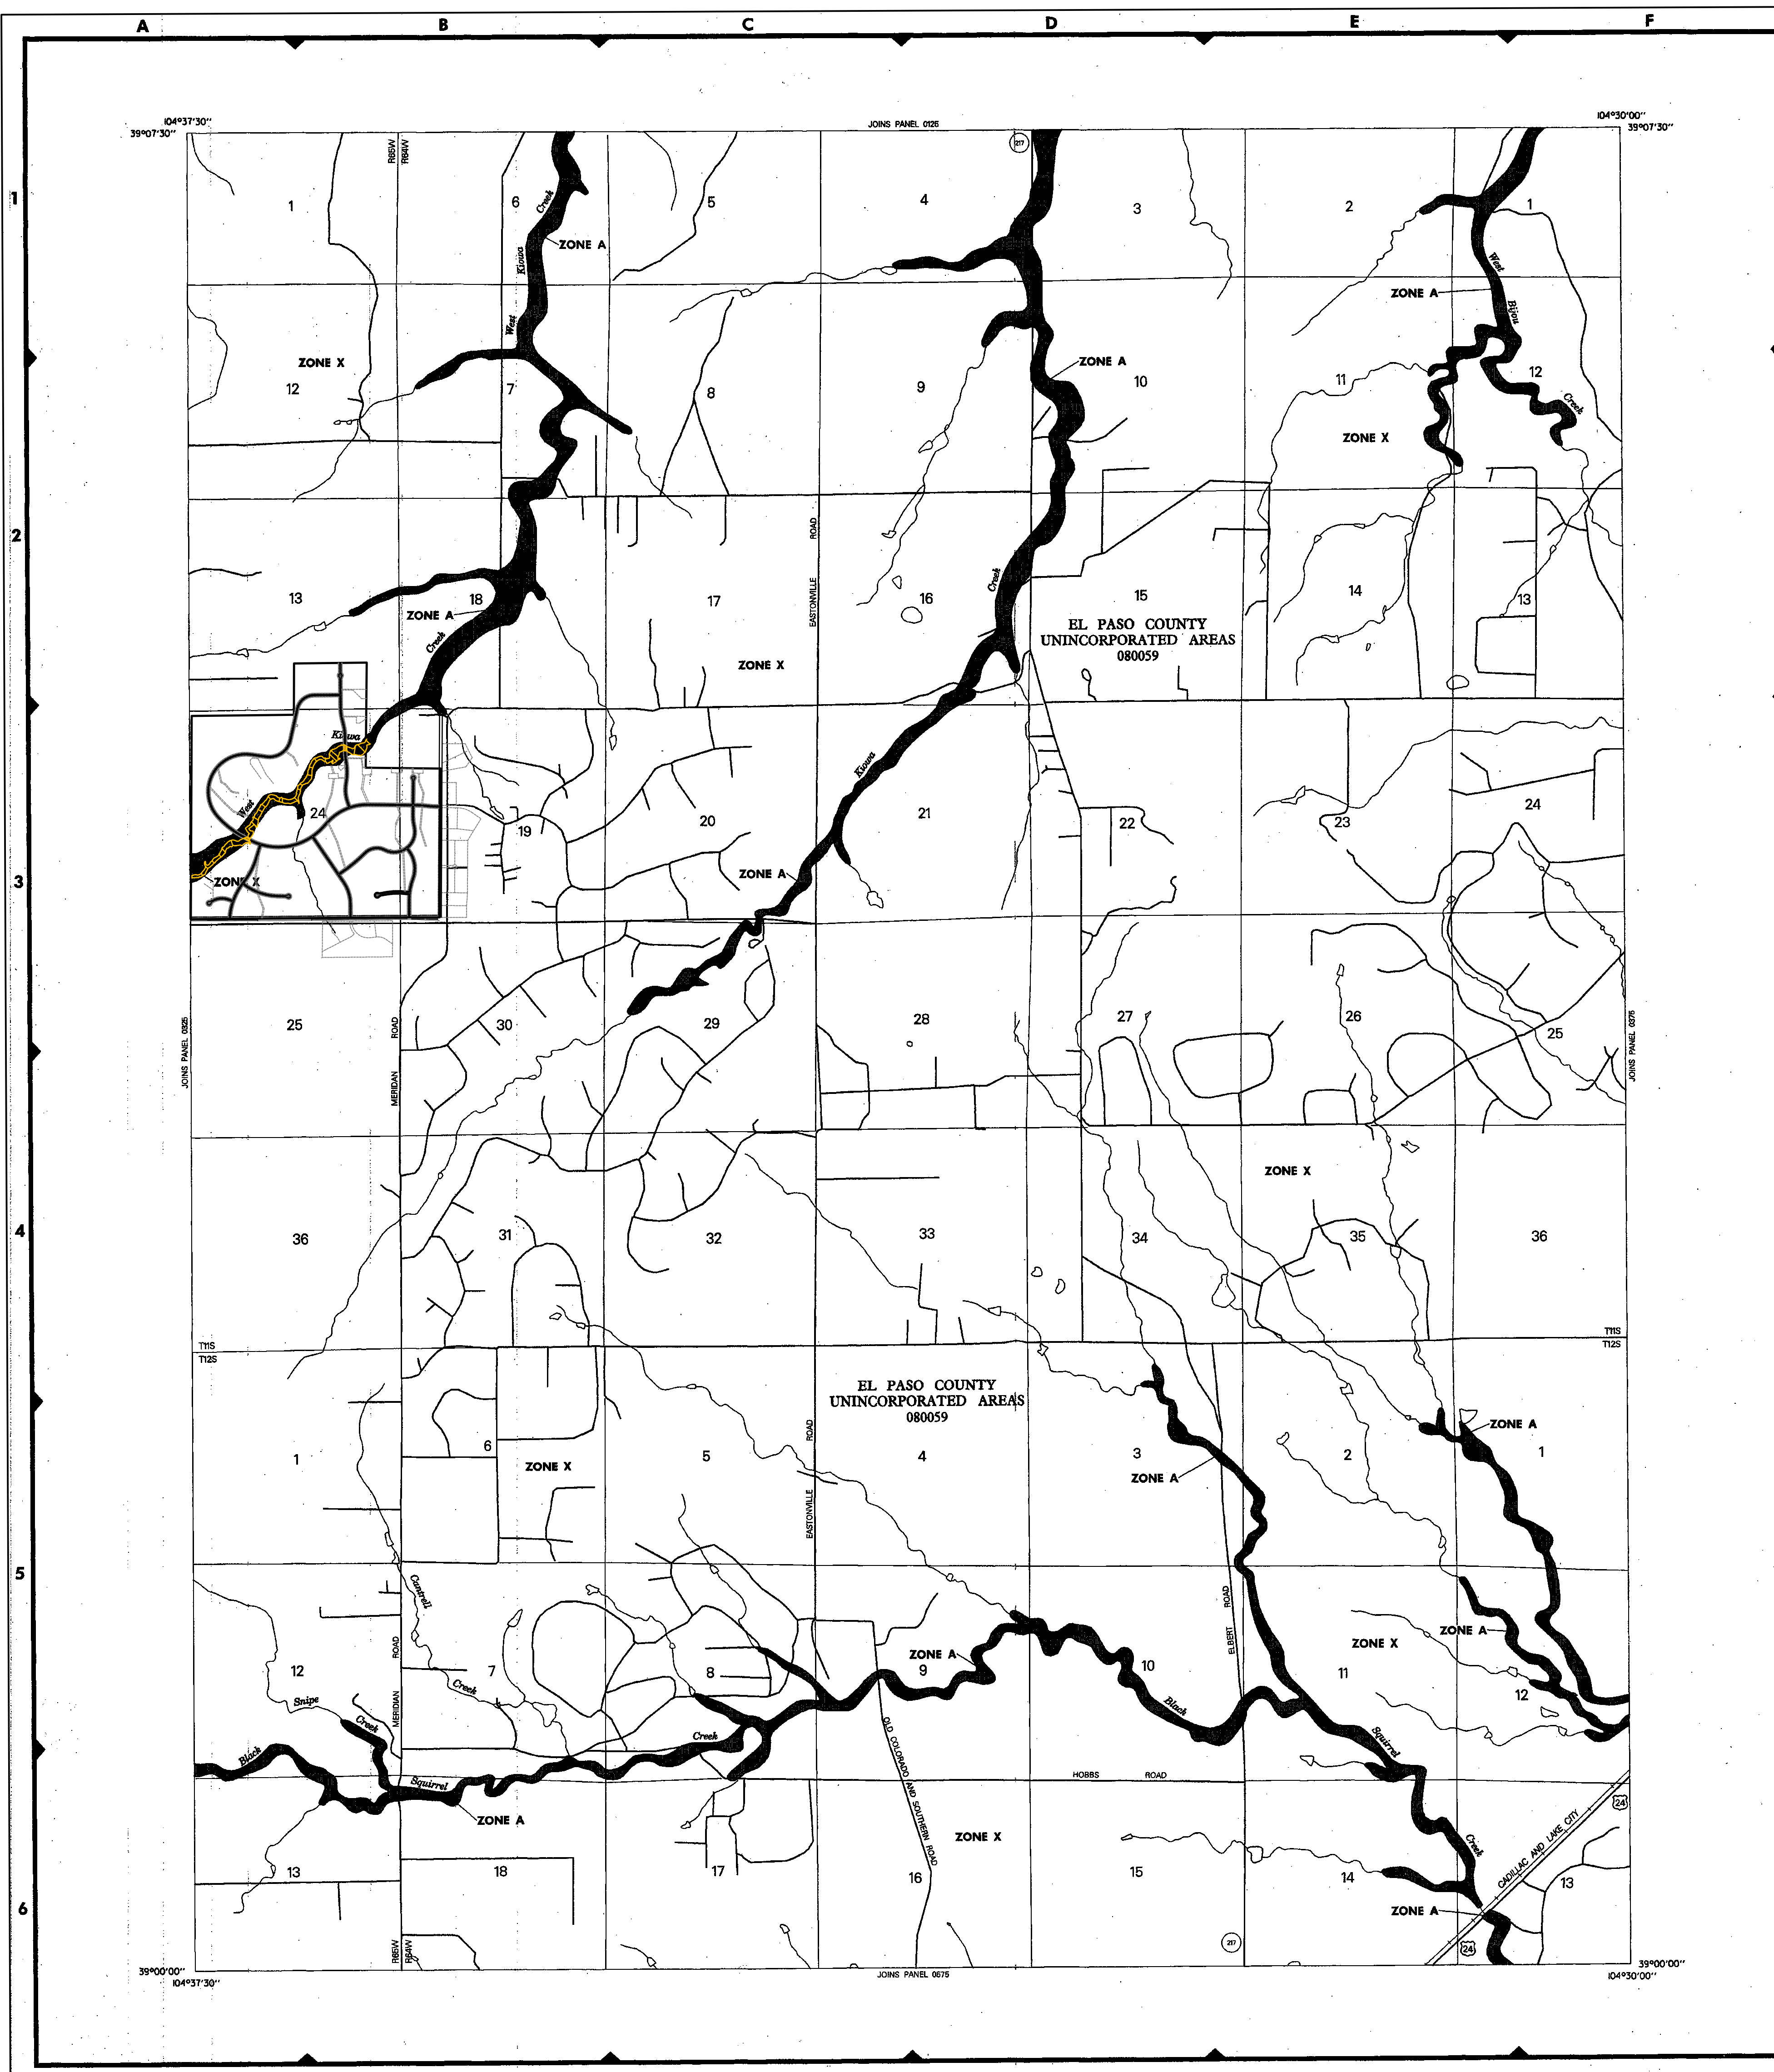 A B C D E F
104°37'30"
39°07'30"
JOINS PANEL 0125
104°30'00"
39°07'30"
R65W
R64W
217
1
1
6
Creek
5
4
3
2
1
ZONE A
Kiowa
West
ZONE A
West
Bijou
ZONE X
12
7
8
9
ZONE A
10
11
12
Creek
ZONE X
2
ROAD
EASTONVILLE
Creek
13
18
ZONE A
Creek
17
16
15
14
13
EL PASO COUNTY
UNINCORPORATED AREAS
080059
ZONE X
Kiowa
West
24
Kiowa
19
20
21
22
23
24
3
ZONE X
ZONE A
JOINS PANEL 0325
25
ROAD
MERIDIAN
30
29
28
27
26
25
JOINS PANEL 0375
ZONE X
4
36
31
32
33
34
35
36
T11S
T12S
T11S
T12S
EL PASO COUNTY
UNINCORPORATED AREAS
080059
1
6
5
ROAD
EASTONVILLE
4
3
2
ZONE A
1
ZONE X
ZONE A
5
Cantrell
ROAD
MERIDIAN
ROAD
ELBERT
12
7
Creek
8
ZONE A
9
10
ZONE X
11
ZONE A
12
Snipe
Creek
Black
Black
Squirrel
Creek
Squirrel
ZONE A
OLD COLORADO AND SOUTHERN ROAD
HOBBS ROAD
24
CADILLAC AND LAKE CITY
Creek
ZONE X
13
18
17
16
15
14
13
6
ZONE A
R65W
R64W
217
24
39°00'00"
104°37'30"
JOINS PANEL 0575
39°00'00"
104°30'00"